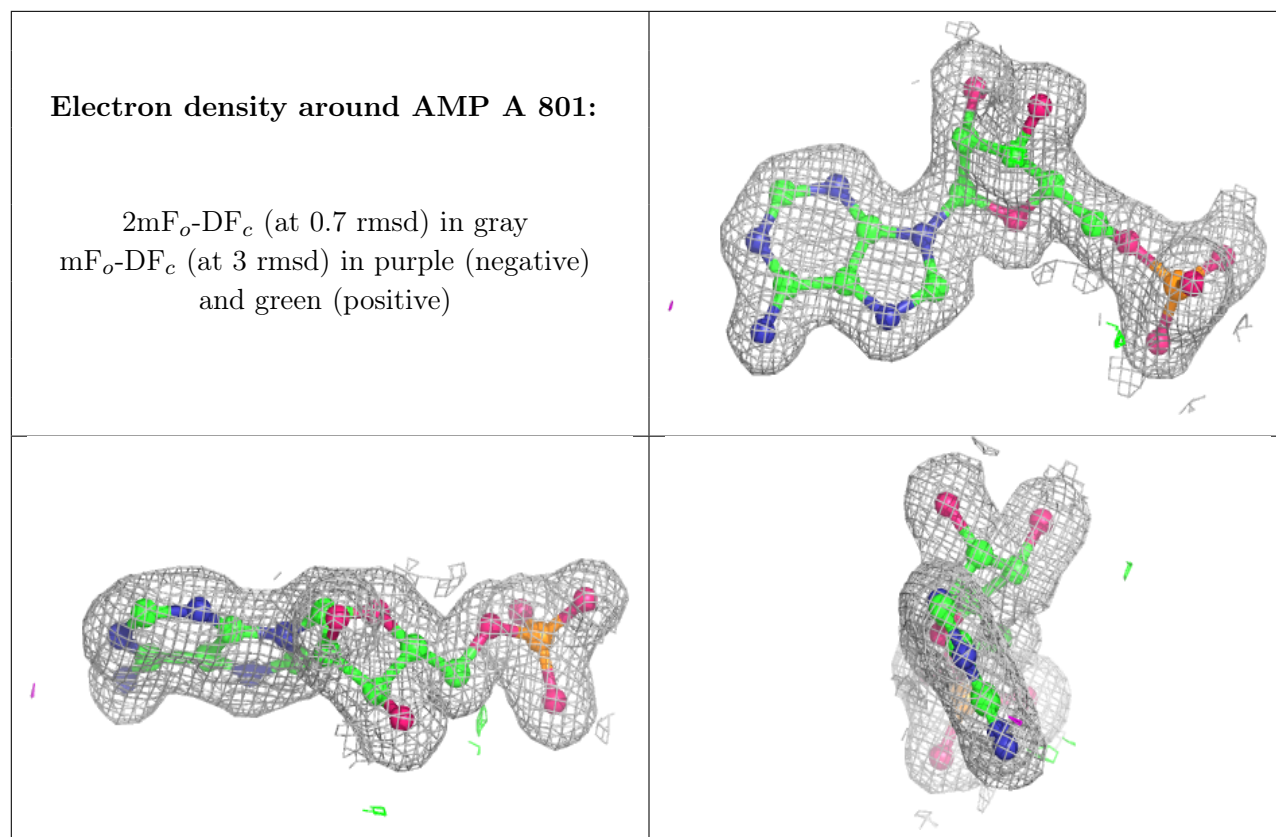 Electron density around AMP A 801:
2mFo-DFc (at 0.7 rmsd) in gray
mFo-DFc (at 3 rmsd) in purple (negative)
and green (positive)